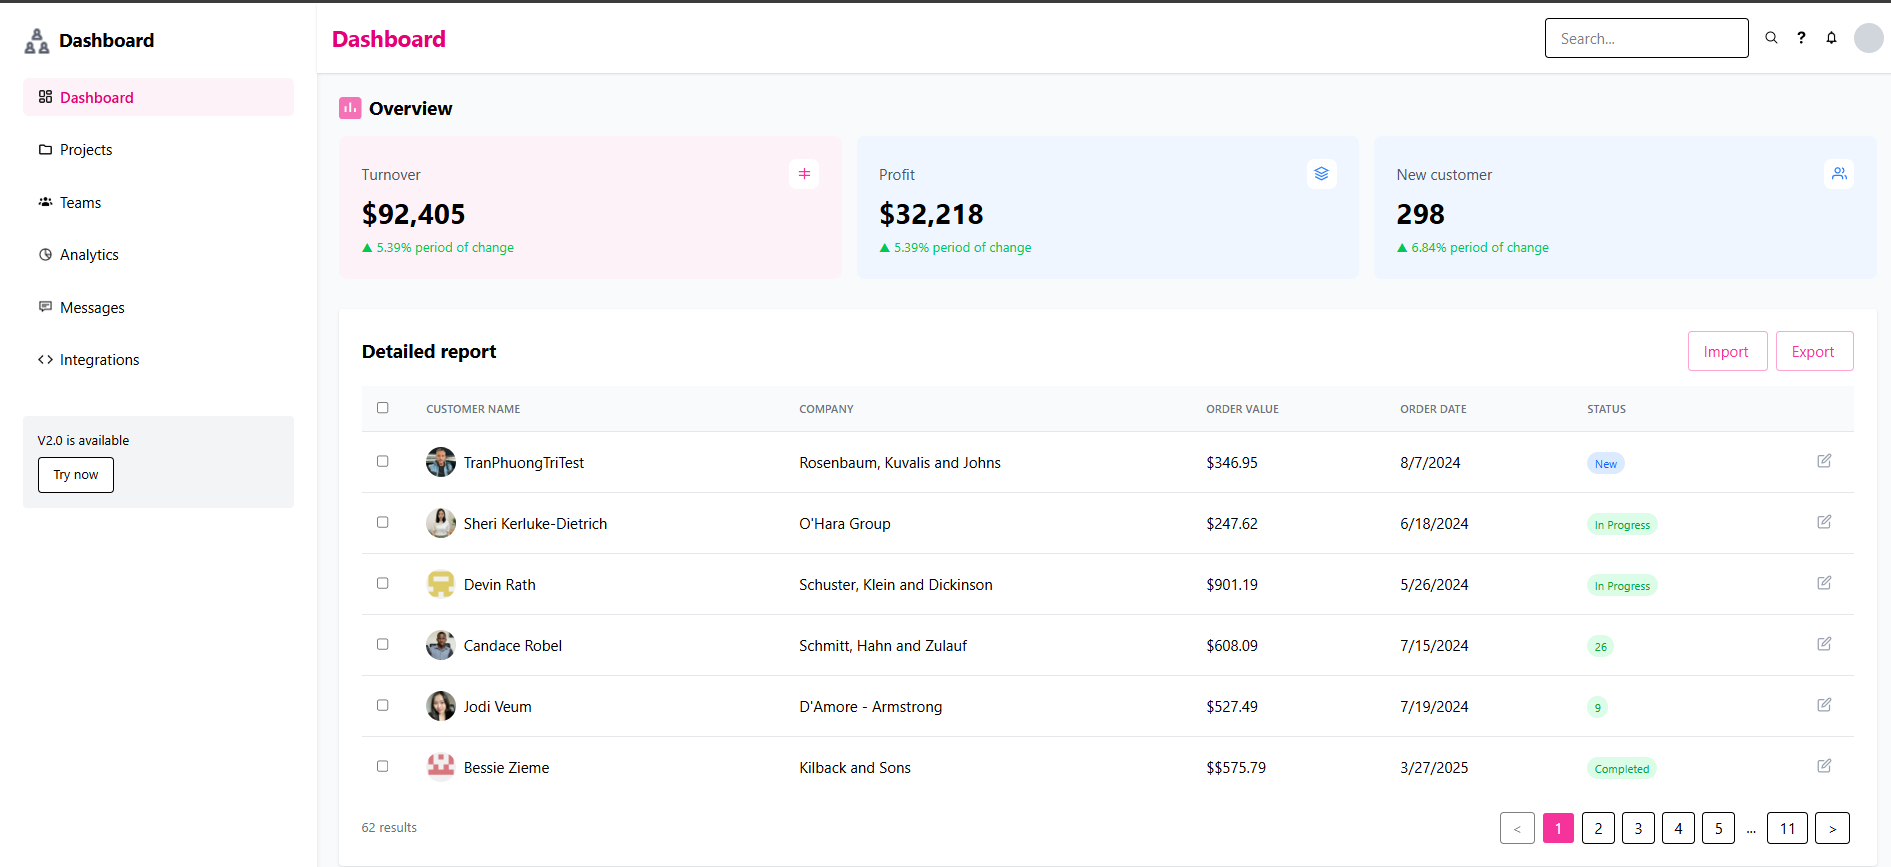 Dashboard
Dashboard
Projects
Teams
Analytics
Messages
Integrations
V2.0 is available
Try now
Dashboard
Search...
?
Overview
Turnover
$92,405
▲ 5.39% period of change
Profit
$32,218
▲ 5.39% period of change
New customer
298
▲ 6.84% period of change
Detailed report
Import
Export
CUSTOMER NAME COMPANY ORDER VALUE ORDER DATE STATUS
TranPhuongTriTest Rosenbaum, Kuvalis and Johns $346.95 8/7/2024 New
Sheri Kerluke-Dietrich O'Hara Group $247.62 6/18/2024 In Progress
Devin Rath Schuster, Klein and Dickinson $901.19 5/26/2024 In Progress
Candace Robel Schmitt, Hahn and Zulauf $608.09 7/15/2024 26
Jodi Veum D'Amore - Armstrong $527.49 7/19/2024 9
Bessie Zieme Kilback and Sons $$575.79 3/27/2025 Completed
62 results
< 1 2 3 4 5 ... 11 >